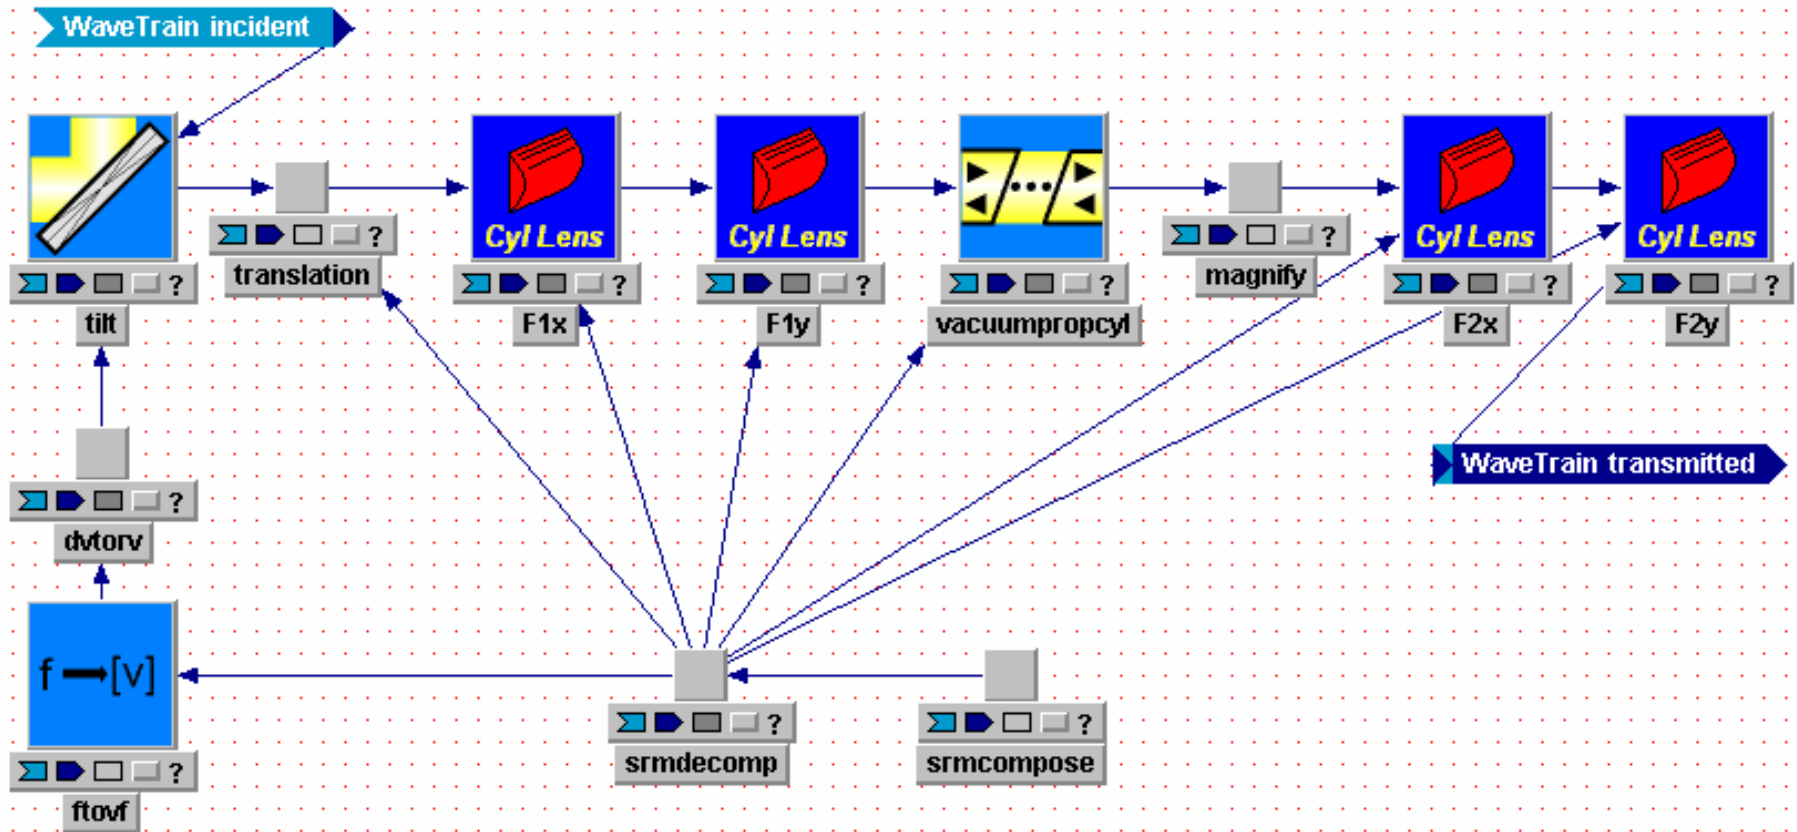 WaveTrain incident
Cyl Lens
Cyl Lens
Cyl Lens
Cyl Lens
?
translation
?
magnify
?
tilt
?
F1x
?
F1y
?
vacuumpropcyl
?
F2x
?
F2y
WaveTrain transmitted
?
dvtorv
f [V]
?
srmdecomp
?
srmcompose
?
ftovf